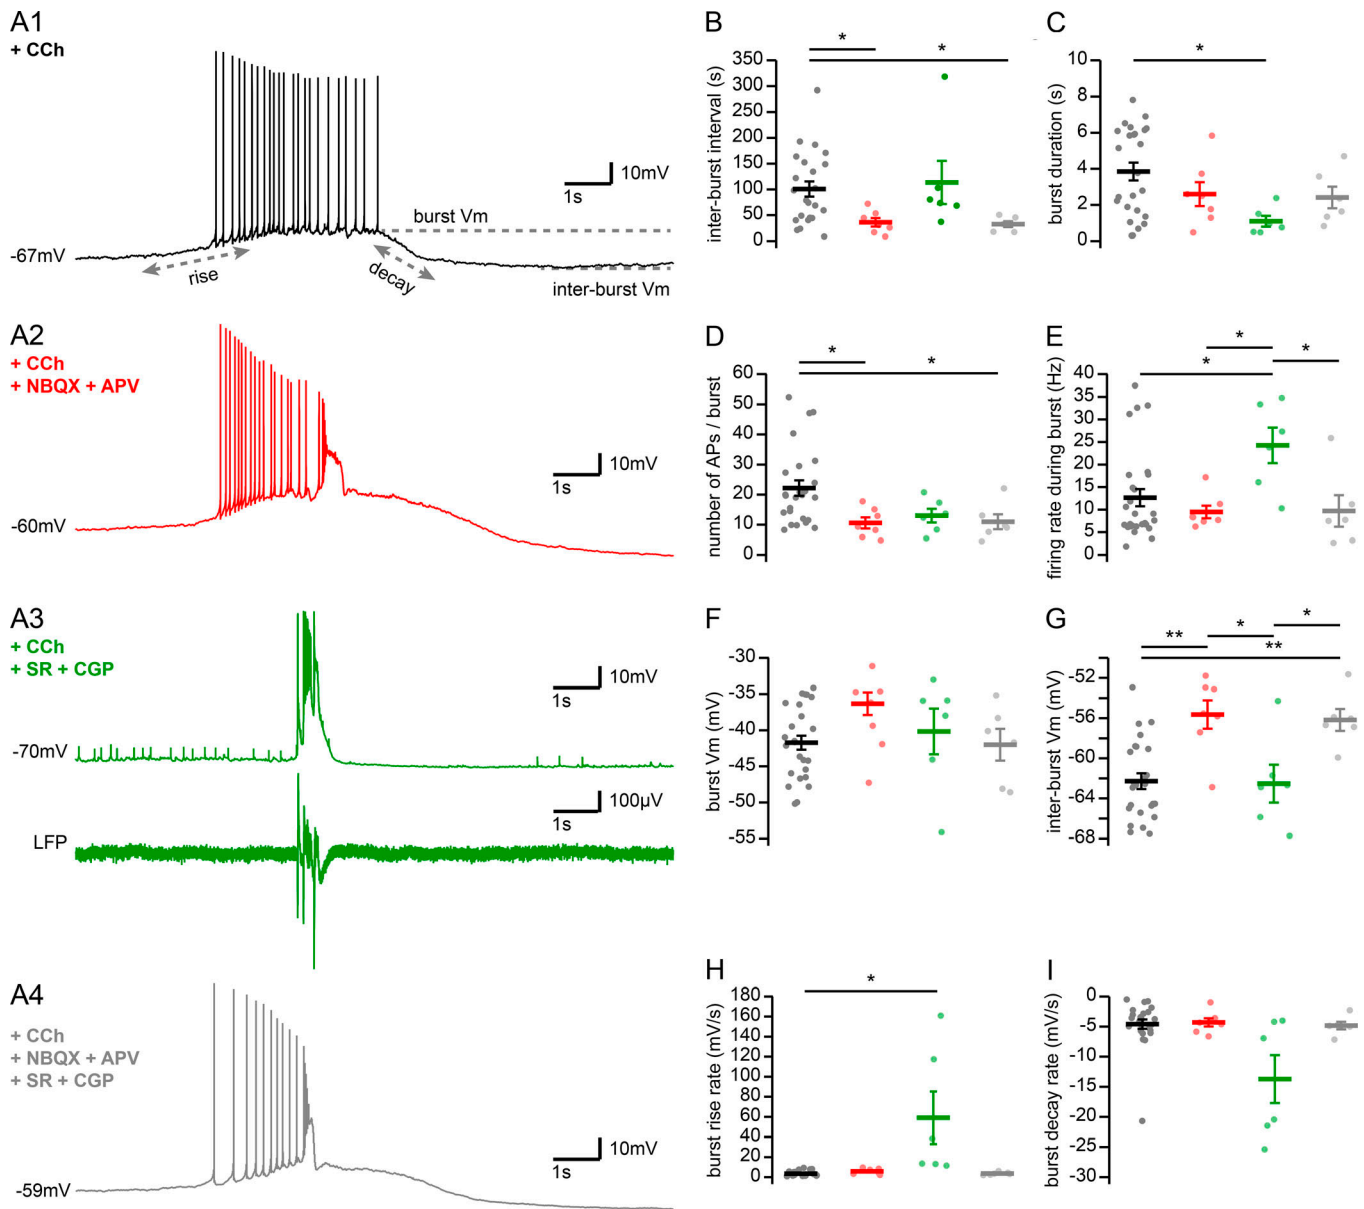 A1
+ CCh
10mV
1s
burst Vm
-67mV
rise
decay
inter-burst Vm
A2
+ CCh
+ NBQX + APV
10mV
1s
-60mV
A3
+ CCh
+ SR + CGP
10mV
1s
-70mV
100µV
1s
LFP
A4
+ CCh
+ NBQX + APV
+ SR + CGP
10mV
1s
-59mV
B
*
*
inter-burst interval (s)
350
300
250
200
150
100
50
0
C
*
burst duration (s)
10
8
6
4
2
0
D
*
*
number of APs / burst
60
50
40
30
20
10
0
E
*
*
*
firing rate during burst (Hz)
40
35
30
25
20
15
10
5
0
F
burst Vm (mV)
-30
-35
-40
-45
-50
-55
G
*
**
*
**
inter-burst Vm (mV)
-52
-56
-60
-64
-68
H
*
burst rise rate (mV/s)
180
160
140
120
100
80
60
40
20
0
I
burst decay rate (mV/s)
0
-5
-10
-15
-20
-25
-30